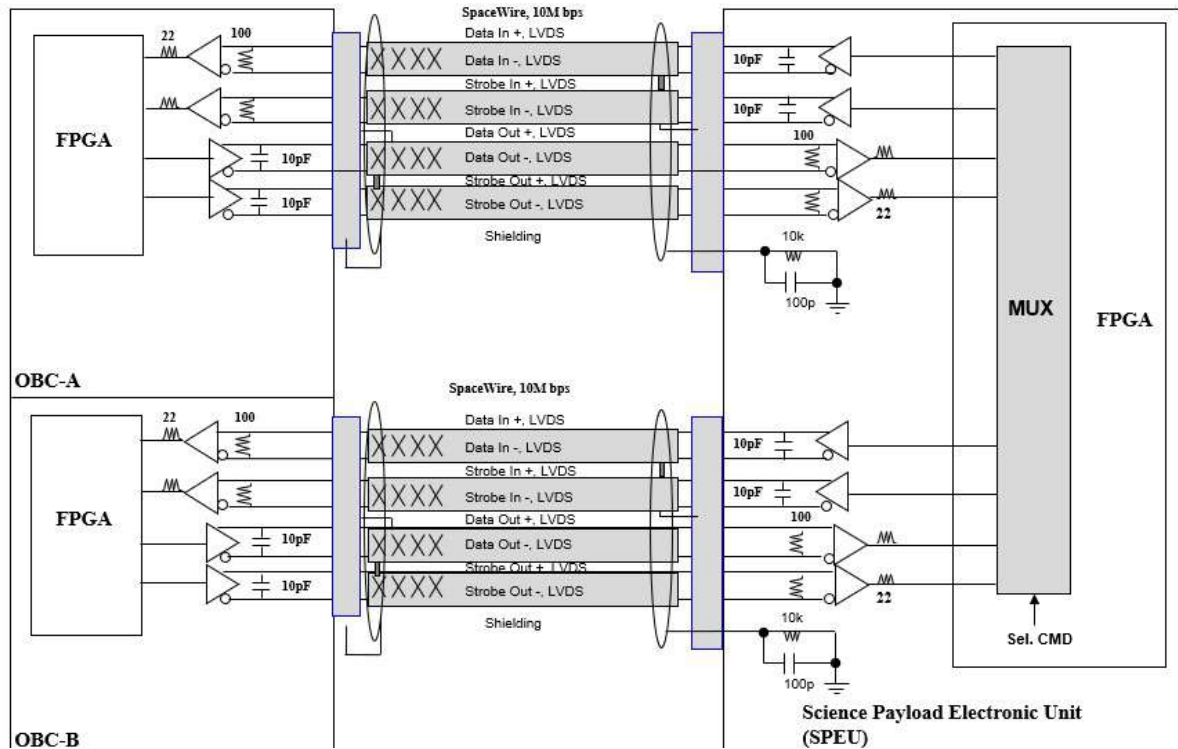 SpaceWire, 10M bps
Data In +, LVDS
Data In -, LVDS
Strobe In +, LVDS
Strobe In -, LVDS
Data Out +, LVDS
Data Out -, LVDS
Strobe Out +, LVDS
Strobe Out -, LVDS
Shielding
22
100
FPGA
10pF
10pF
OBC-A
10pF
10pF
100
22
10k
100p
MUX
FPGA
SpaceWire, 10M bps
Data In +, LVDS
Data In -, LVDS
Strobe In +, LVDS
Strobe In -, LVDS
Data Out +, LVDS
Data Out -, LVDS
Strobe Out +, LVDS
Strobe Out -, LVDS
Shielding
22
100
FPGA
10pF
10pF
OBC-B
10pF
10pF
100
22
10k
100p
Sel. CMD
Science Payload Electronic Unit
(SPEU)